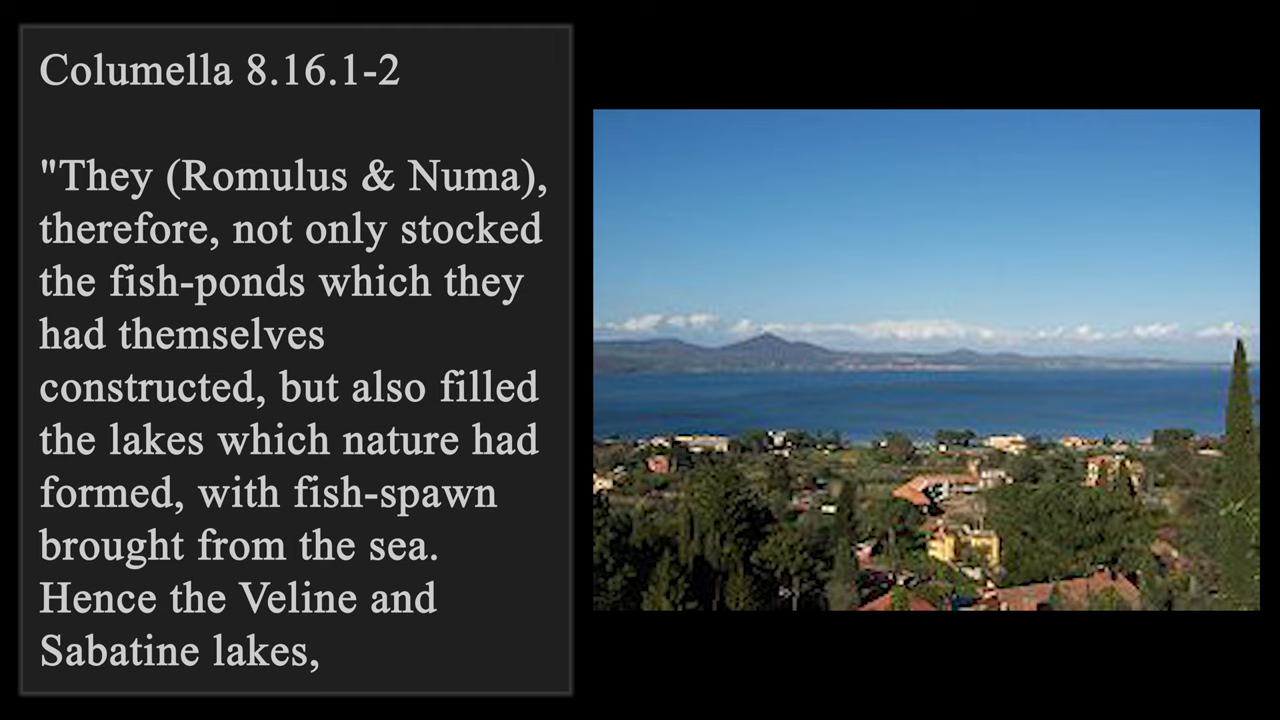 Columella 8.16.1-2
"They (Romulus & Numa),
therefore, not only stocked
the fish-ponds which they
had themselves
constructed, but also filled
the lakes which nature had
formed, with fish-spawn
brought from the sea.
Hence the Veline and
Sabatine lakes,